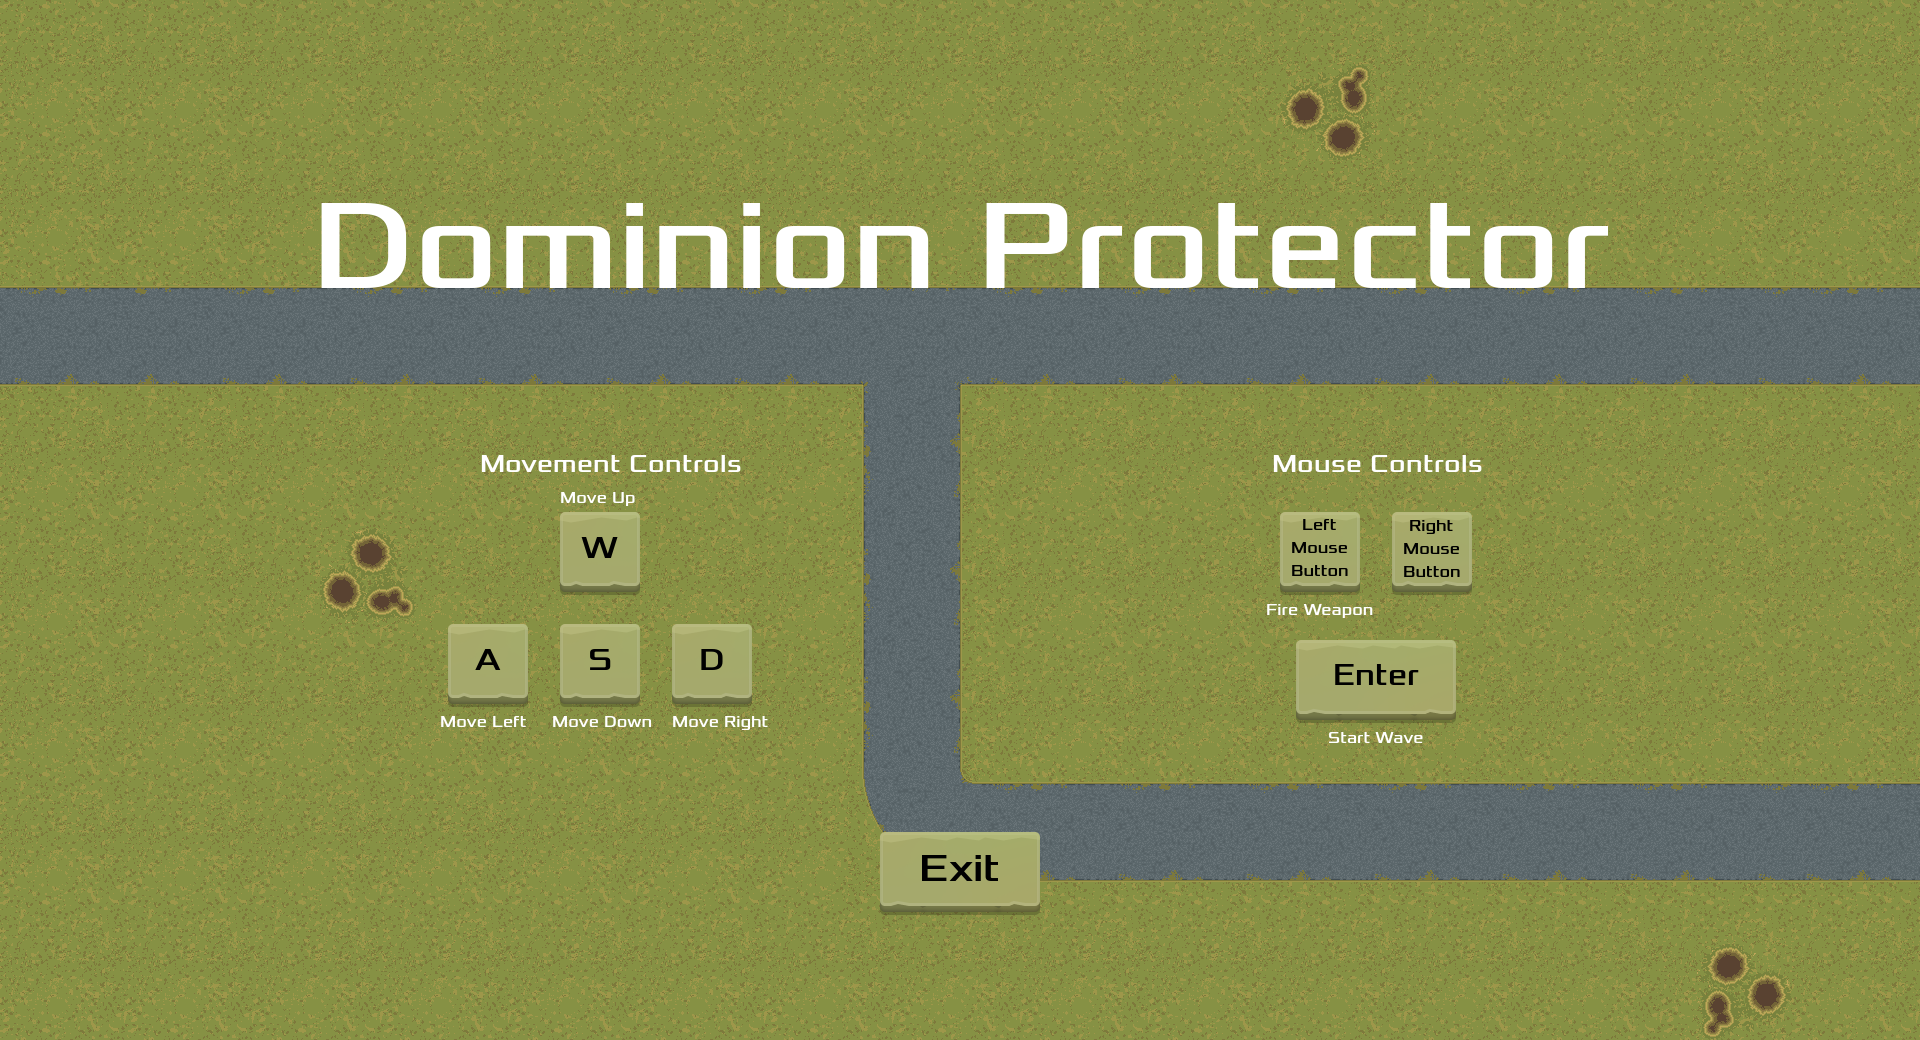 Dominion Protector
Movement Controls
Move Up
W
A
S
D
Move Left
Move Down
Move Right
Mouse Controls
Left
Mouse
Button
Right
Mouse
Button
Fire Weapon
Enter
Start Wave
Exit